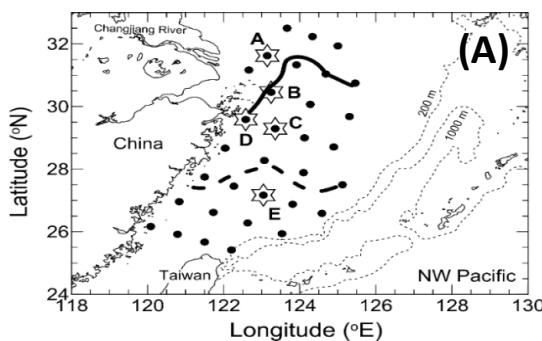 (A)
Changjiang River
China
A
B
C
D
E
200 m
1000 m
Taiwan
NW Pacific
Latitude (°N)
32
30
28
26
24
118 120 122 124 126 128 130
Longitude (°E)